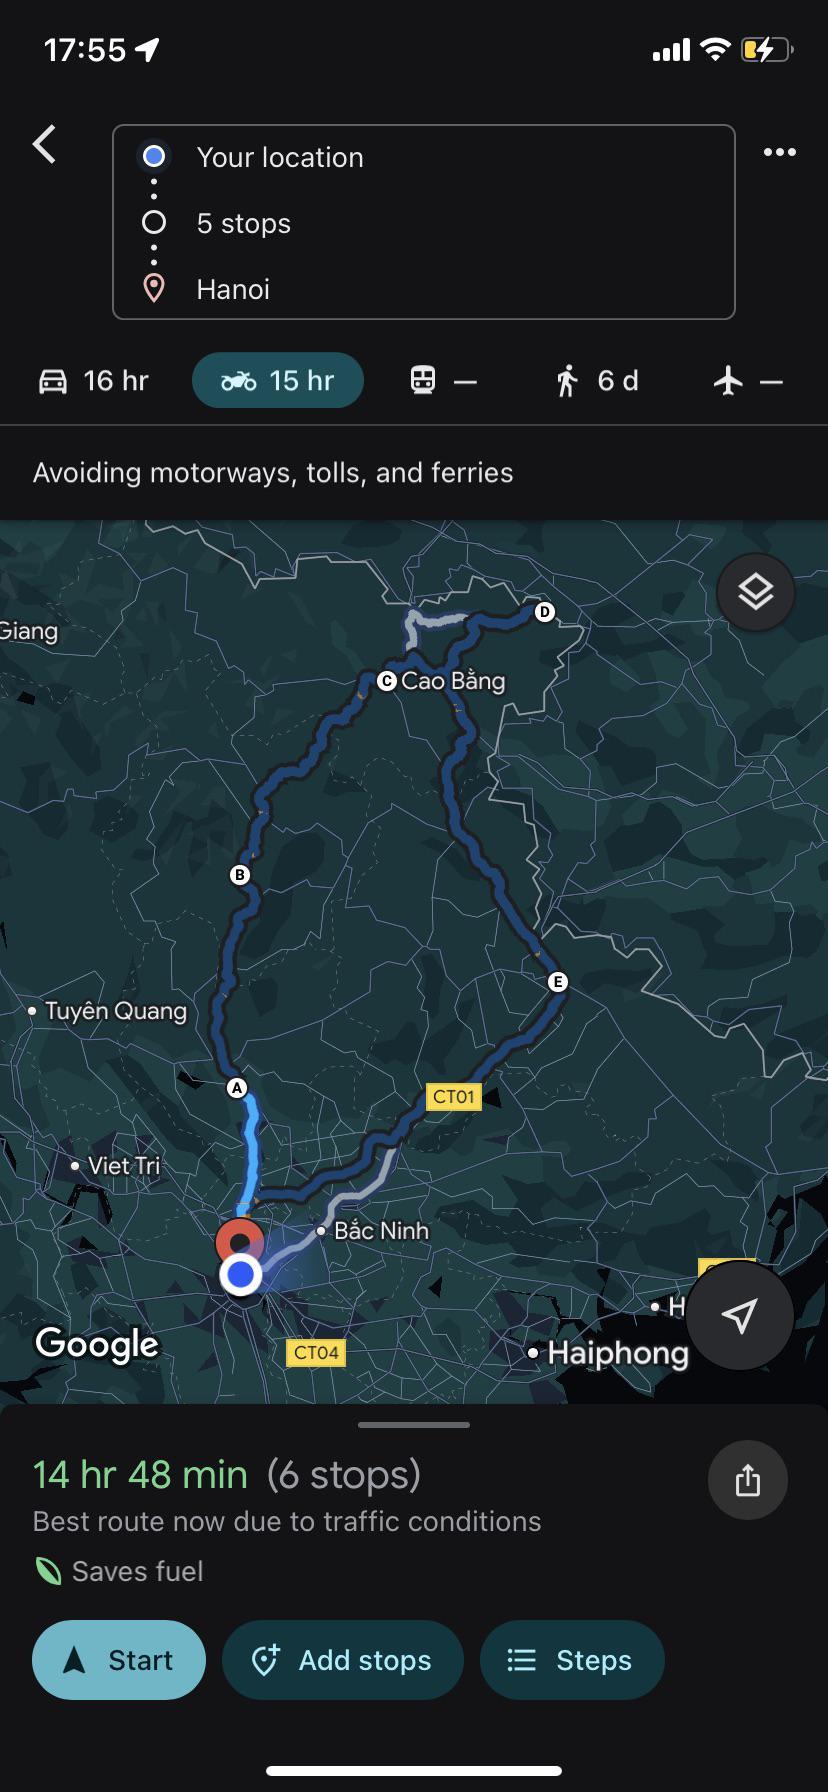 17:55
Your location
5 stops
Hanoi
16 hr
15 hr
—
6 d
—
Avoiding motorways, tolls, and ferries
D
Giang
C Cao Bằng
B
E
Tuyên Quang
A
CT01
Viet Tri
Bắc Ninh
H
Google
CT04
Haiphong
14 hr 48 min (6 stops)
Best route now due to traffic conditions
Saves fuel
Start
Add stops
Steps